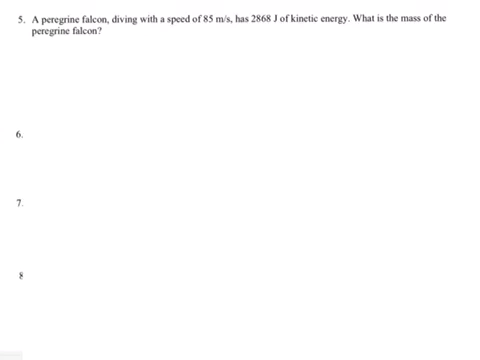 5. A peregrine falcon, diving with a speed of 85 m/s, has 2868 J of kinetic energy. What is the mass of the
peregrine falcon?
6.
7.
8